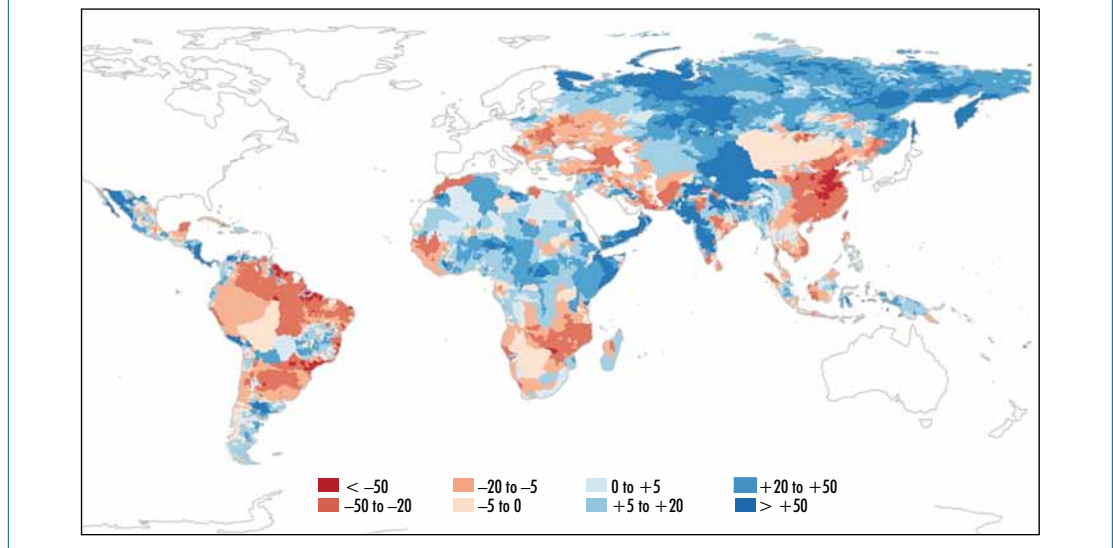 < –50 –20 to –5 0 to +5 +20 to +50
–50 to –20 –5 to 0 +5 to +20 > +50